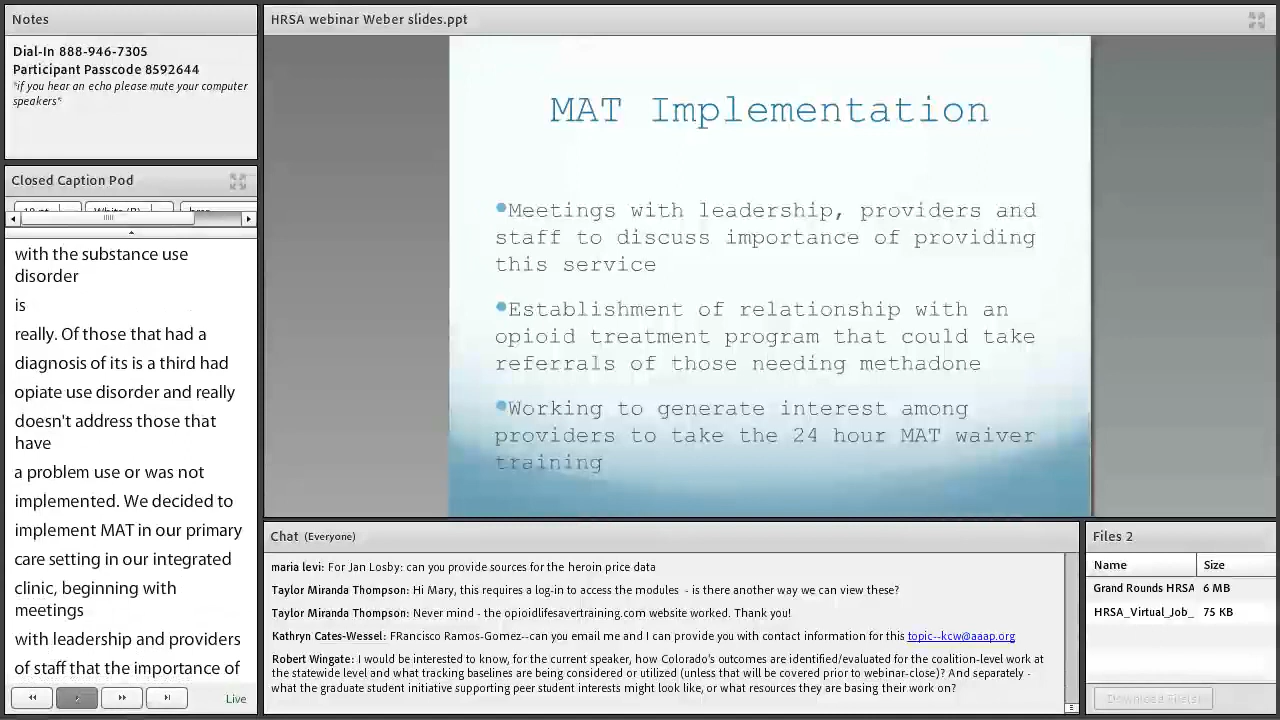 Notes
Dial-In 888-946-7305
Participant Passcode 8592644
*if you hear an echo please mute your computer
speakers*
Closed Caption Pod
with the substance use
disorder
is
really. Of those that had a
diagnosis of its is a third had
opiate use disorder and really
doesn't address those that
have
a problem use or was not
implemented. We decided to
implement MAT in our primary
care setting in our integrated
clinic, beginning with
meetings
with leadership and providers
of staff that the importance of
Live
HRSA webinar Weber slides.ppt
MAT Implementation
•Meetings with leadership, providers and
staff to discuss importance of providing
this service
•Establishment of relationship with an
opioid treatment program that could take
referrals of those needing methadone
•Working to generate interest among
providers to take the 24 hour MAT waiver
training
Chat (Everyone)
maria levi: For Jan Losby: can you provide sources for the heroin price data
Taylor Miranda Thompson: Hi Mary, this requires a log-in to access the modules - is there another way we can view these?
Taylor Miranda Thompson: Never mind - the opioidlifesavertraining.com website worked. Thank you!
Kathryn Cates-Wessel: FRancisco Ramos-Gomez--can you email me and I can provide you with contact information for this topic--kcw@aaap.org
Robert Wingate: I would be interested to know, for the current speaker, how Colorado's outcomes are identified/evaluated for the coalition-level work at
the statewide level and what tracking baselines are being considered or utilized (unless that will be covered prior to webinar-close)? And separately -
what the graduate student initiative supporting peer student interests might look like, or what resources they are basing their work on?
Files 2
Name Size
Grand Rounds HRSA 6 MB
HRSA_Virtual_Job_ 75 KB
Download File(s)